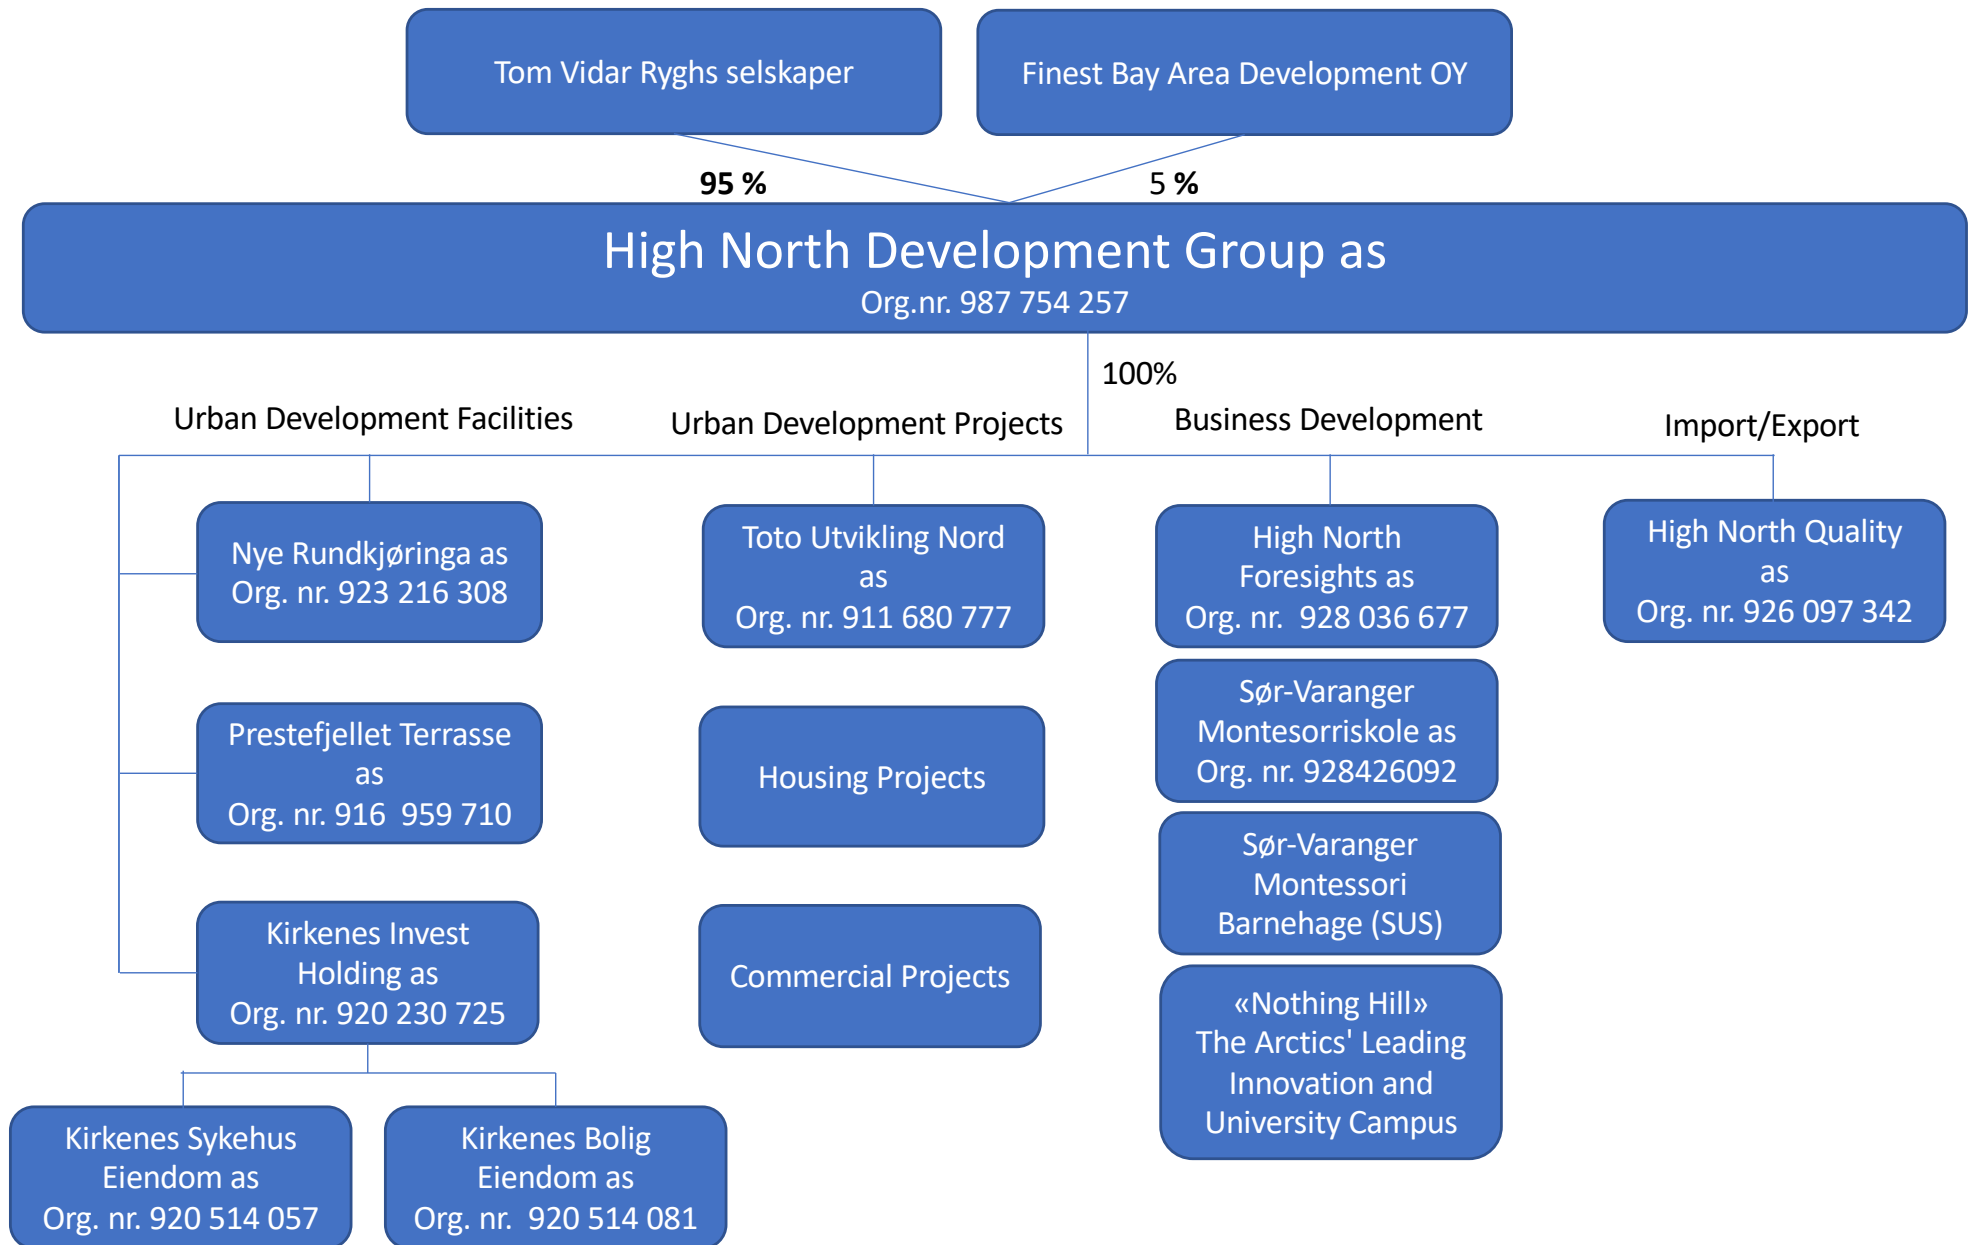 Tom Vidar Ryghs selskaper
Finest Bay Area Development OY
95 %
5 %
High North Development Group as
Org.nr. 987 754 257
100%
Urban Development Facilities
Urban Development Projects
Business Development
Import/Export
Nye Rundkjøringa as
Org. nr. 923 216 308
Prestefjellet Terrasse
as
Org. nr. 916  959 710
Kirkenes Invest
Holding as
Org. nr. 920 230 725
Kirkenes Sykehus
Eiendom as
Org. nr. 920 514 057
Kirkenes Bolig
Eiendom as
Org. nr.  920 514 081
Toto Utvikling Nord
as
Org. nr. 911 680 777
Housing Projects
Commercial Projects
High North
Foresights as
Org. nr.  928 036 677
Sør-Varanger
Montesorriskole as
Org. nr. 928426092
Sør-Varanger
Montessori
Barnehage (SUS)
«Nothing Hill»
The Arctics' Leading
Innovation and
University Campus
High North Quality
as
Org. nr. 926 097 342